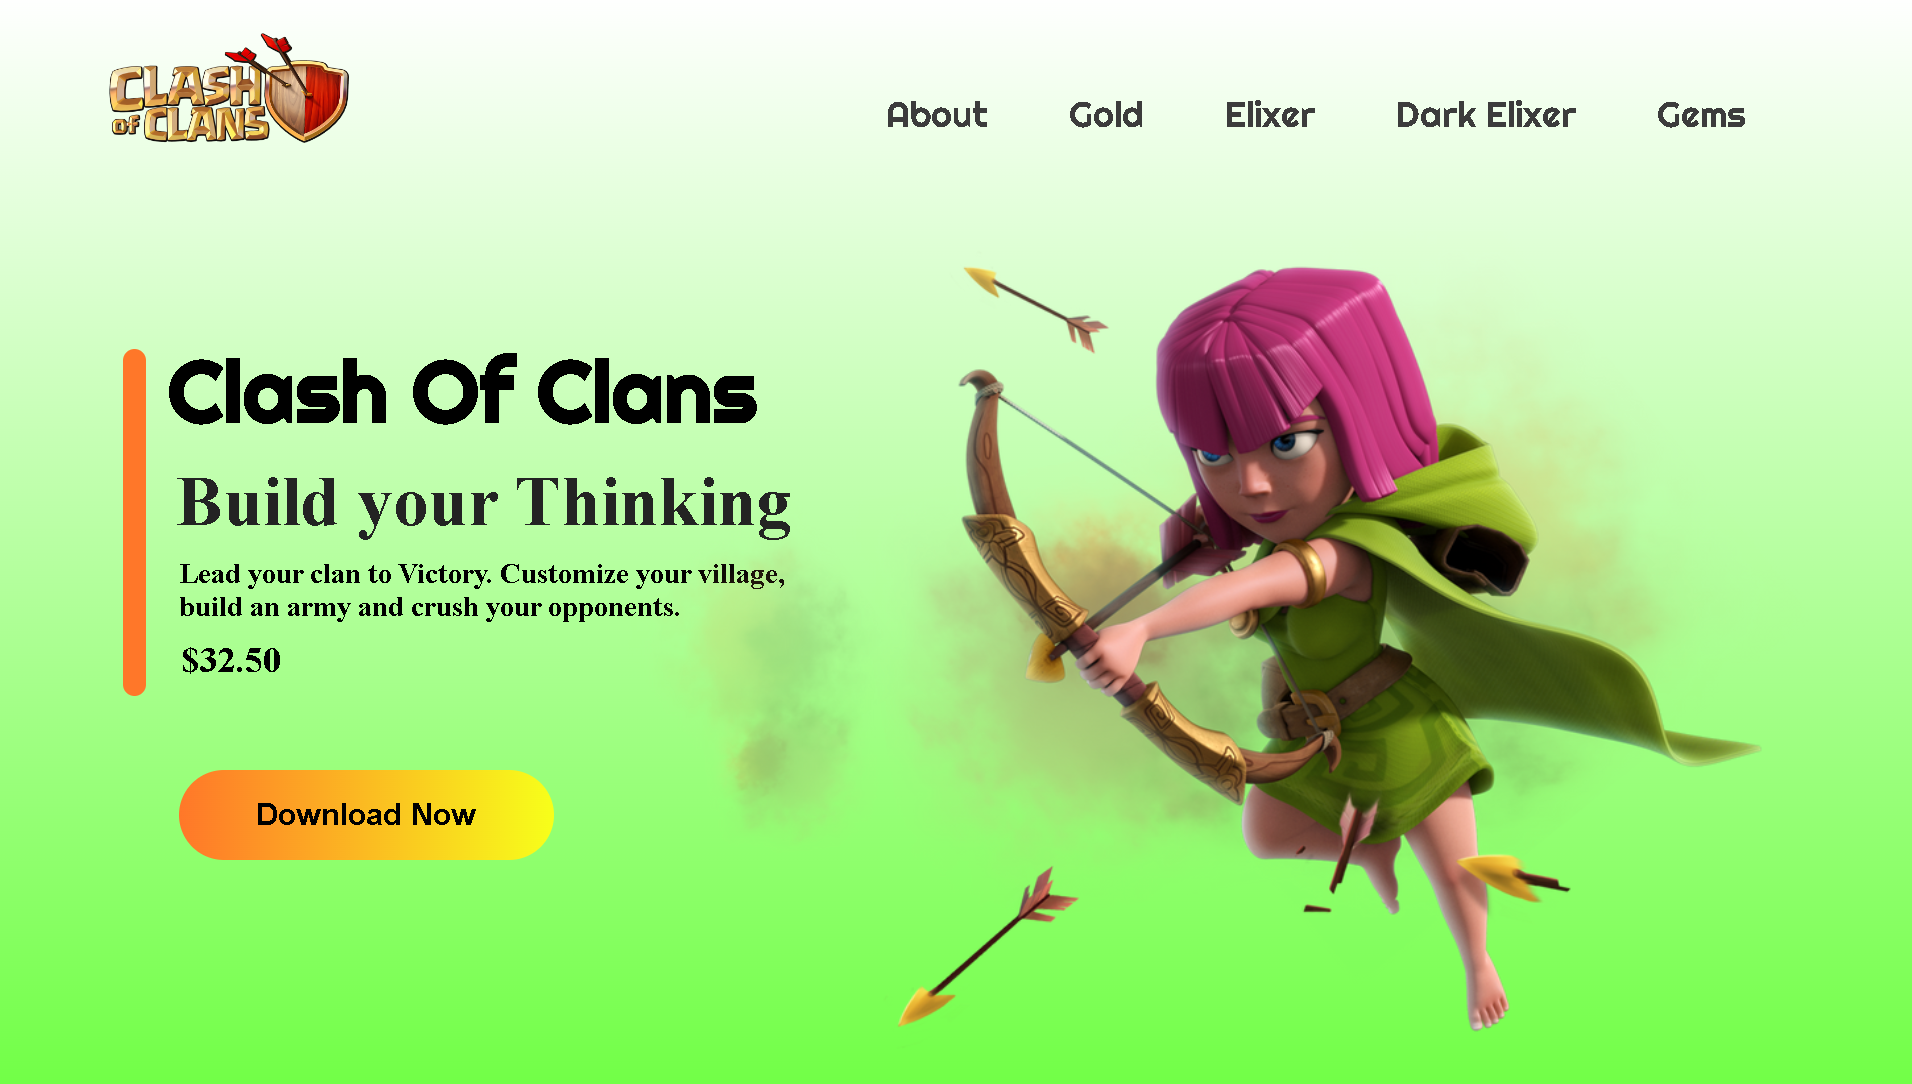 CLASH
OF CLANS
About Gold Elixer Dark Elixer Gems
Clash Of Clans
Build your Thinking
Lead your clan to Victory. Customize your village,
build an army and crush your opponents.
$32.50
Download Now